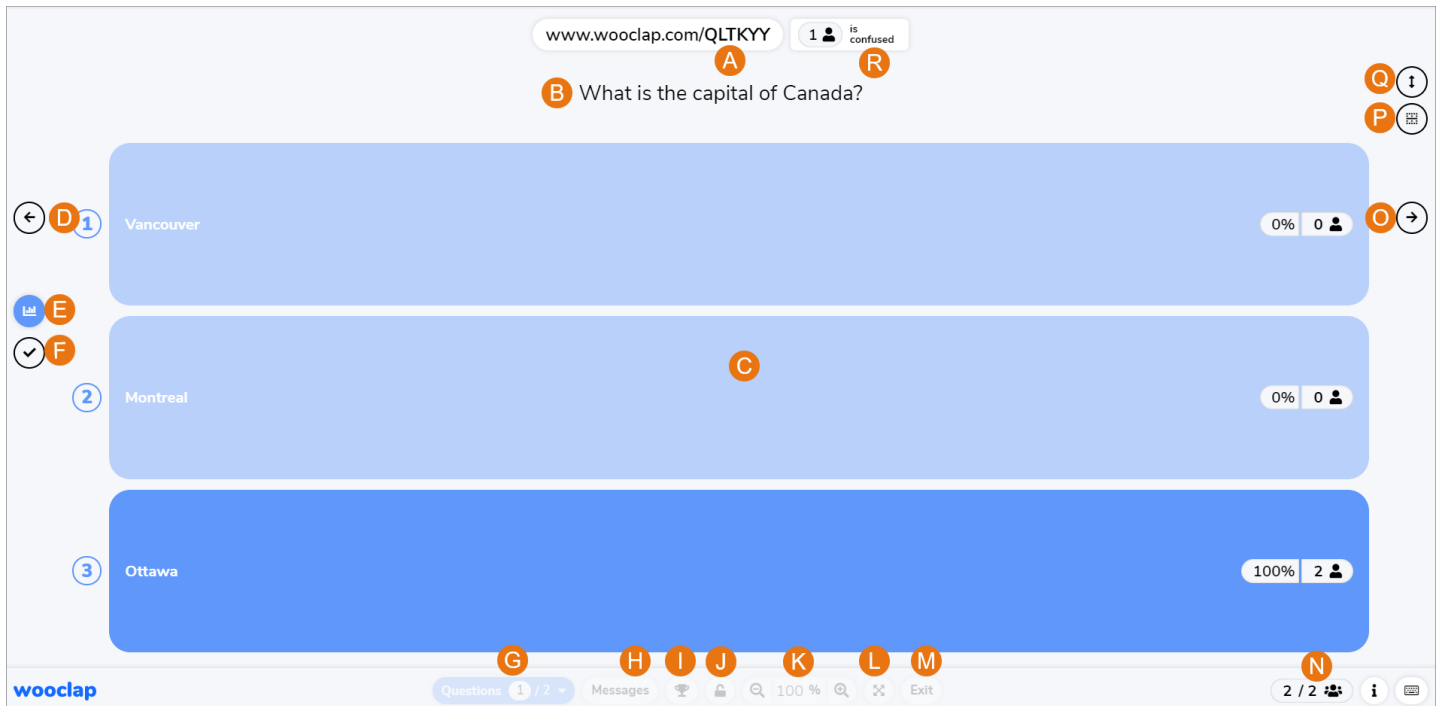 www.wooclap.com/QLTKYY
1 is confused
A
R
B What is the capital of Canada?
Q
P
D 1 Vancouver 0% 0 O
E
F
C
2 Montreal 0% 0
3 Ottawa 100% 2
G H I J K L M N
wooclap Questions 1 / 2 Messages 100 % Exit 2 / 2 i